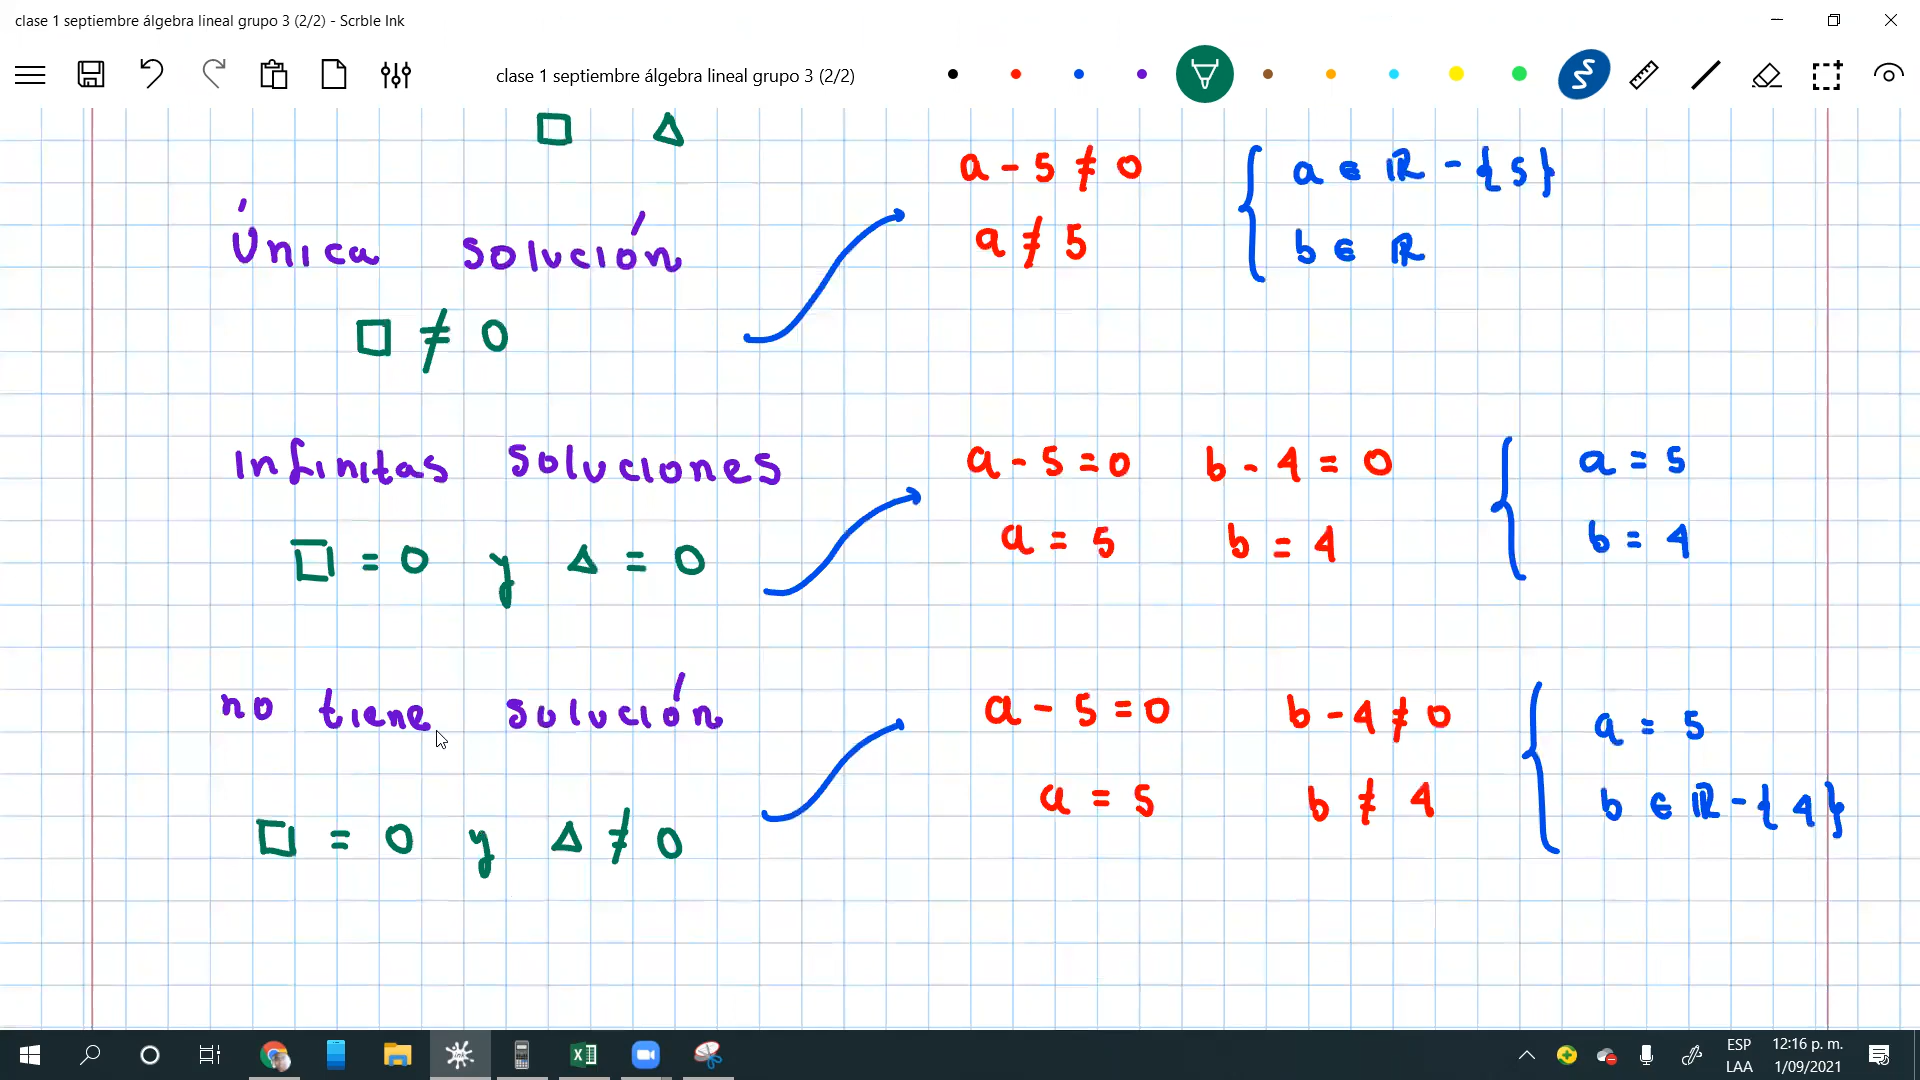 clase 1 septiembre álgebra lineal grupo 3 (2/2) - Scrble Ink
clase 1 septiembre álgebra lineal grupo 3 (2/2)
□ Δ
a - 5 ≠ 0 { a ∈ ℝ - {5}
Única solución a ≠ 5 b ∈ ℝ
□ ≠ 0
Infinitas soluciones a - 5 = 0 b - 4 = 0 { a = 5
□ = 0 y Δ = 0 a = 5 b = 4 b = 4
no tiene solución a - 5 = 0 b - 4 ≠ 0 { a = 5
□ = 0 y Δ ≠ 0 a = 5 b ≠ 4 b ∈ ℝ - {4}
ESP 12:16 p. m.
LAA 1/09/2021